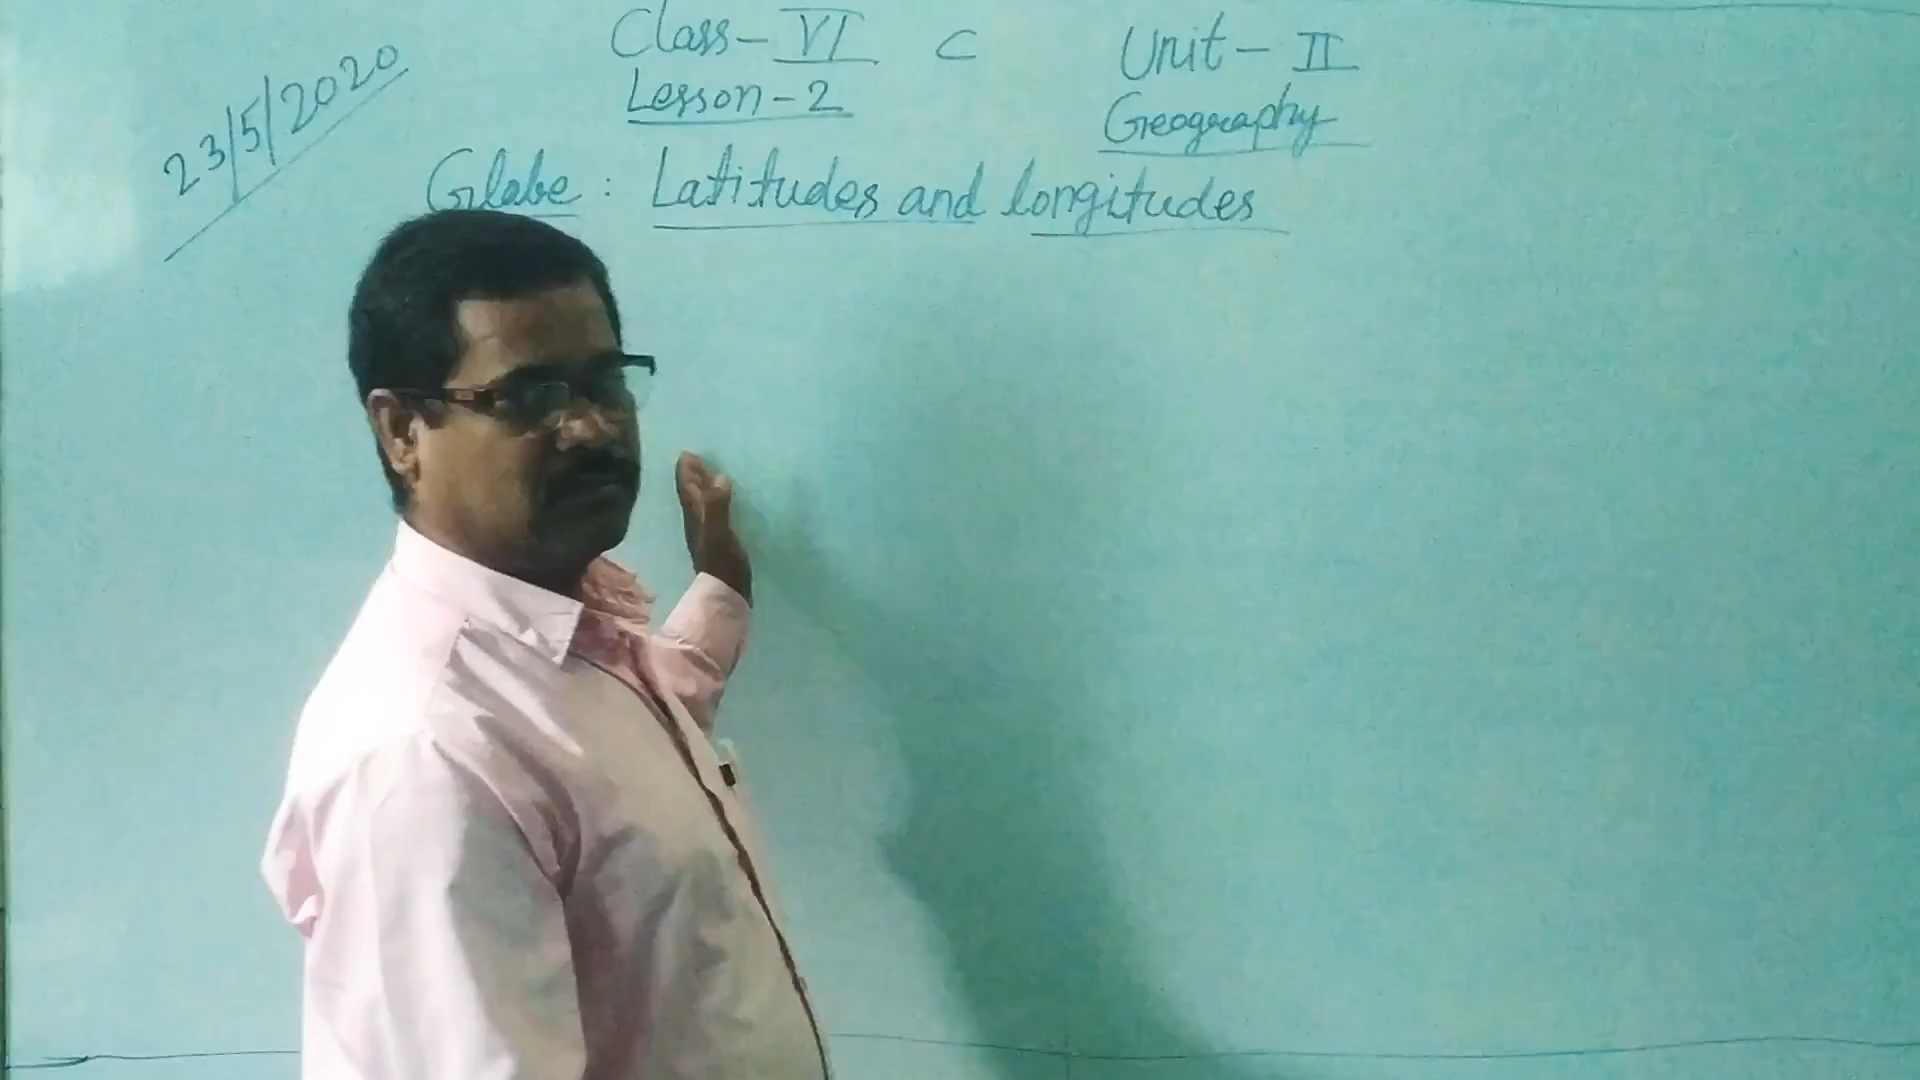 23/5/2020
Class - VI C Unit - II
Lesson - 2 Geography
Globe : Latitudes and longitudes